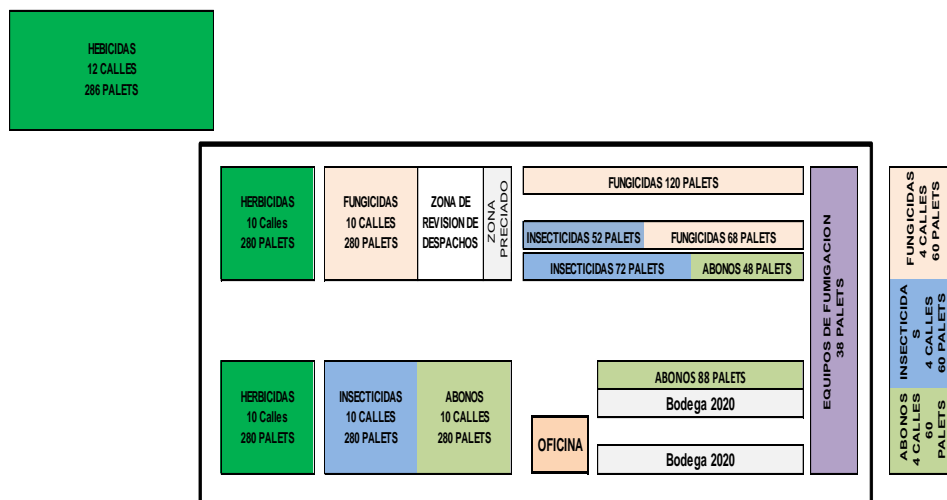 HEBICIDAS
12 CALLES
286 PALETS
HERBICIDAS
10 Calles
280 PALETS
FUNGICIDAS
10 CALLES
280 PALETS
ZONA DE
REVISION DE
DESPACHOS
ZONA
PRECIADO
FUNGICIDAS 120 PALETS
INSECTICIDAS 52 PALETS
FUNGICIDAS 68 PALETS
INSECTICIDAS 72 PALETS
ABONOS 48 PALETS
EQUIPOS DE FUMIGACION
38 PALETS
FUNGICIDAS
4 CALLES
60 PALETS
INSECTICIDA
S
4 CALLES
60 PALETS
ABONOS
4 CALLES
60
PALETS
HERBICIDAS
10 Calles
280 PALETS
INSECTICIDAS
10 CALLES
280 PALETS
ABONOS
10 CALLES
280 PALETS
OFICINA
ABONOS 88 PALETS
Bodega 2020
Bodega 2020